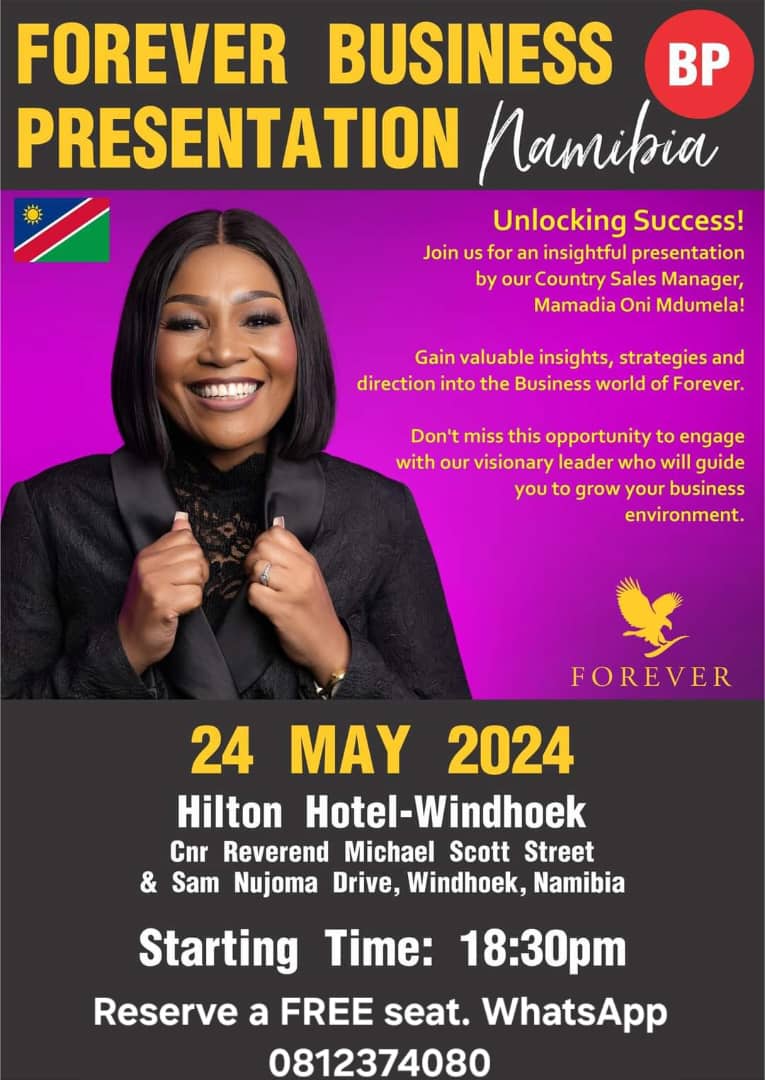 FOREVER BUSINESS
BP
PRESENTATION Namibia
Unlocking Success!
Join us for an insightful presentation
by our Country Sales Manager,
Mamadia Oni Mdumela!
Gain valuable insights, strategies and
direction into the Business world of Forever.
Don't miss this opportunity to engage
with our visionary leader who will guide
you to grow your business
environment.
FOREVER
24 MAY 2024
Hilton Hotel-Windhoek
Cnr Reverend Michael Scott Street
& Sam Nujoma Drive, Windhoek, Namibia
Starting Time: 18:30pm
Reserve a FREE seat. WhatsApp
0812374080